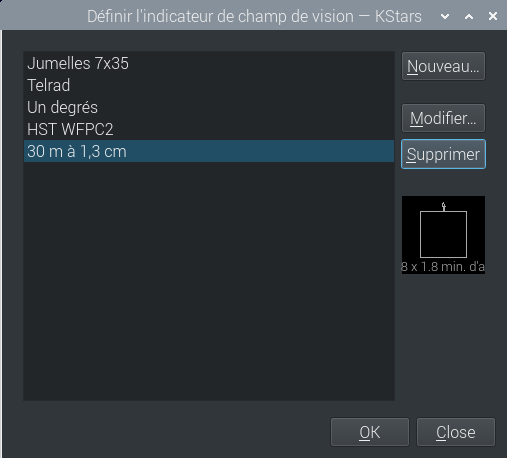 Définir l'indicateur de champ de vision — KStars
Jumelles 7x35
Telrad
Un degrés
HST WFPC2
30 m à 1,3 cm
Nouveau...
Modifier...
Supprimer
8 x 1.8 min. d'a
OK
Close